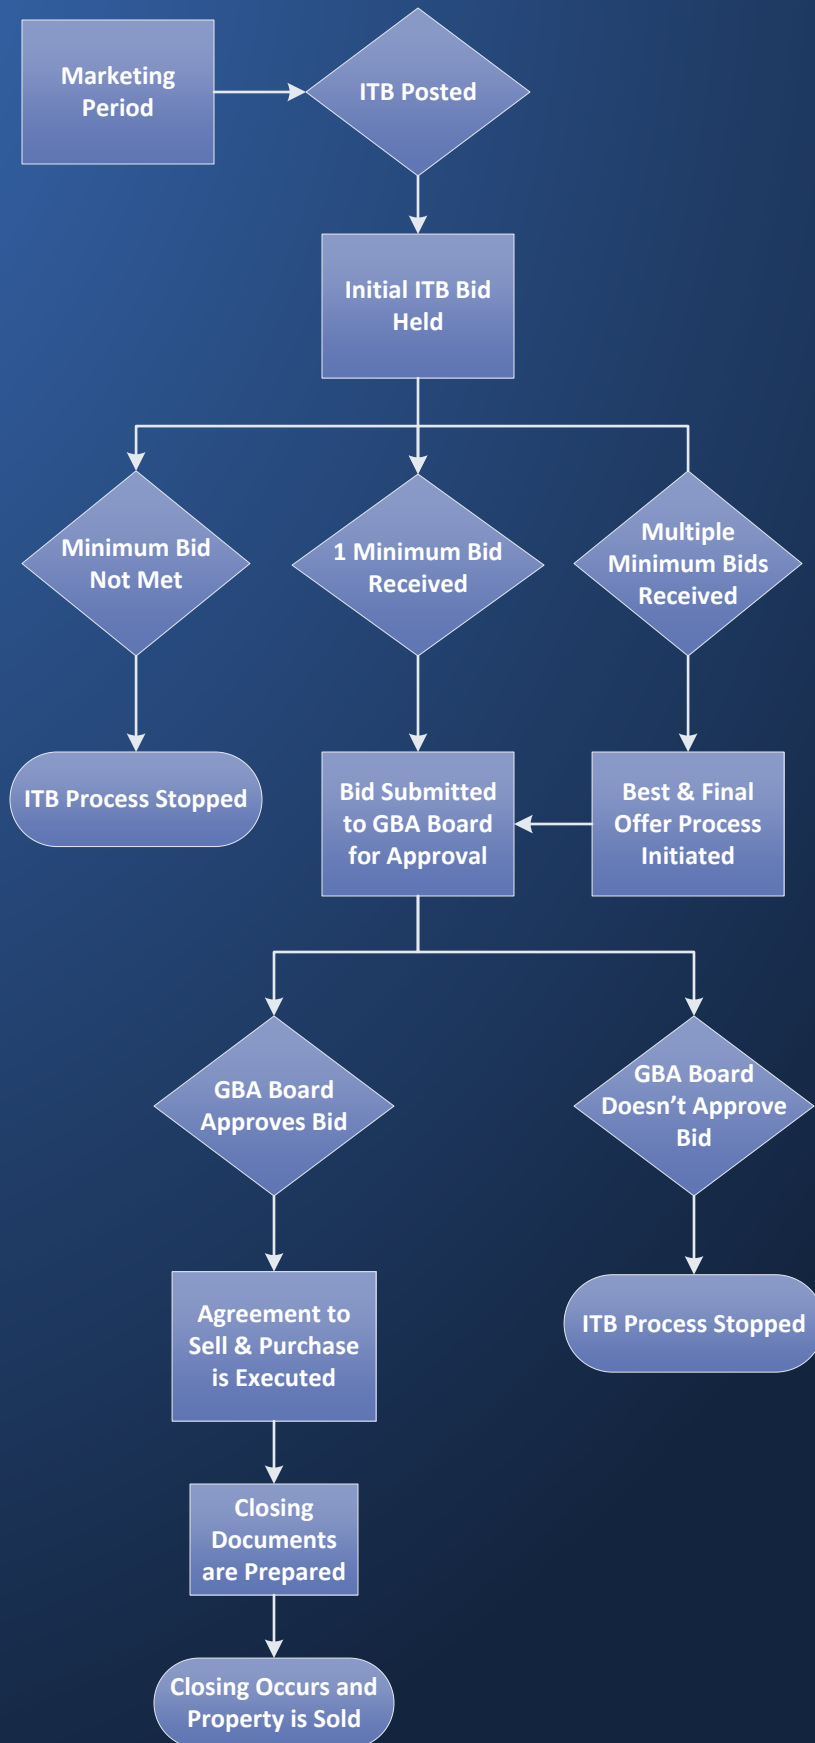 Marketing
Period
ITB Posted
Initial ITB Bid
Held
Minimum Bid
Not Met
1 Minimum Bid
Received
Multiple
Minimum Bids
Received
ITB Process Stopped
Bid Submitted
to GBA Board
for Approval
Best & Final
Offer Process
Initiated
GBA Board
Approves Bid
GBA Board
Doesn’t Approve
Bid
Agreement to
Sell & Purchase
is Executed
ITB Process Stopped
Closing
Documents
are Prepared
Closing Occurs and
Property is Sold